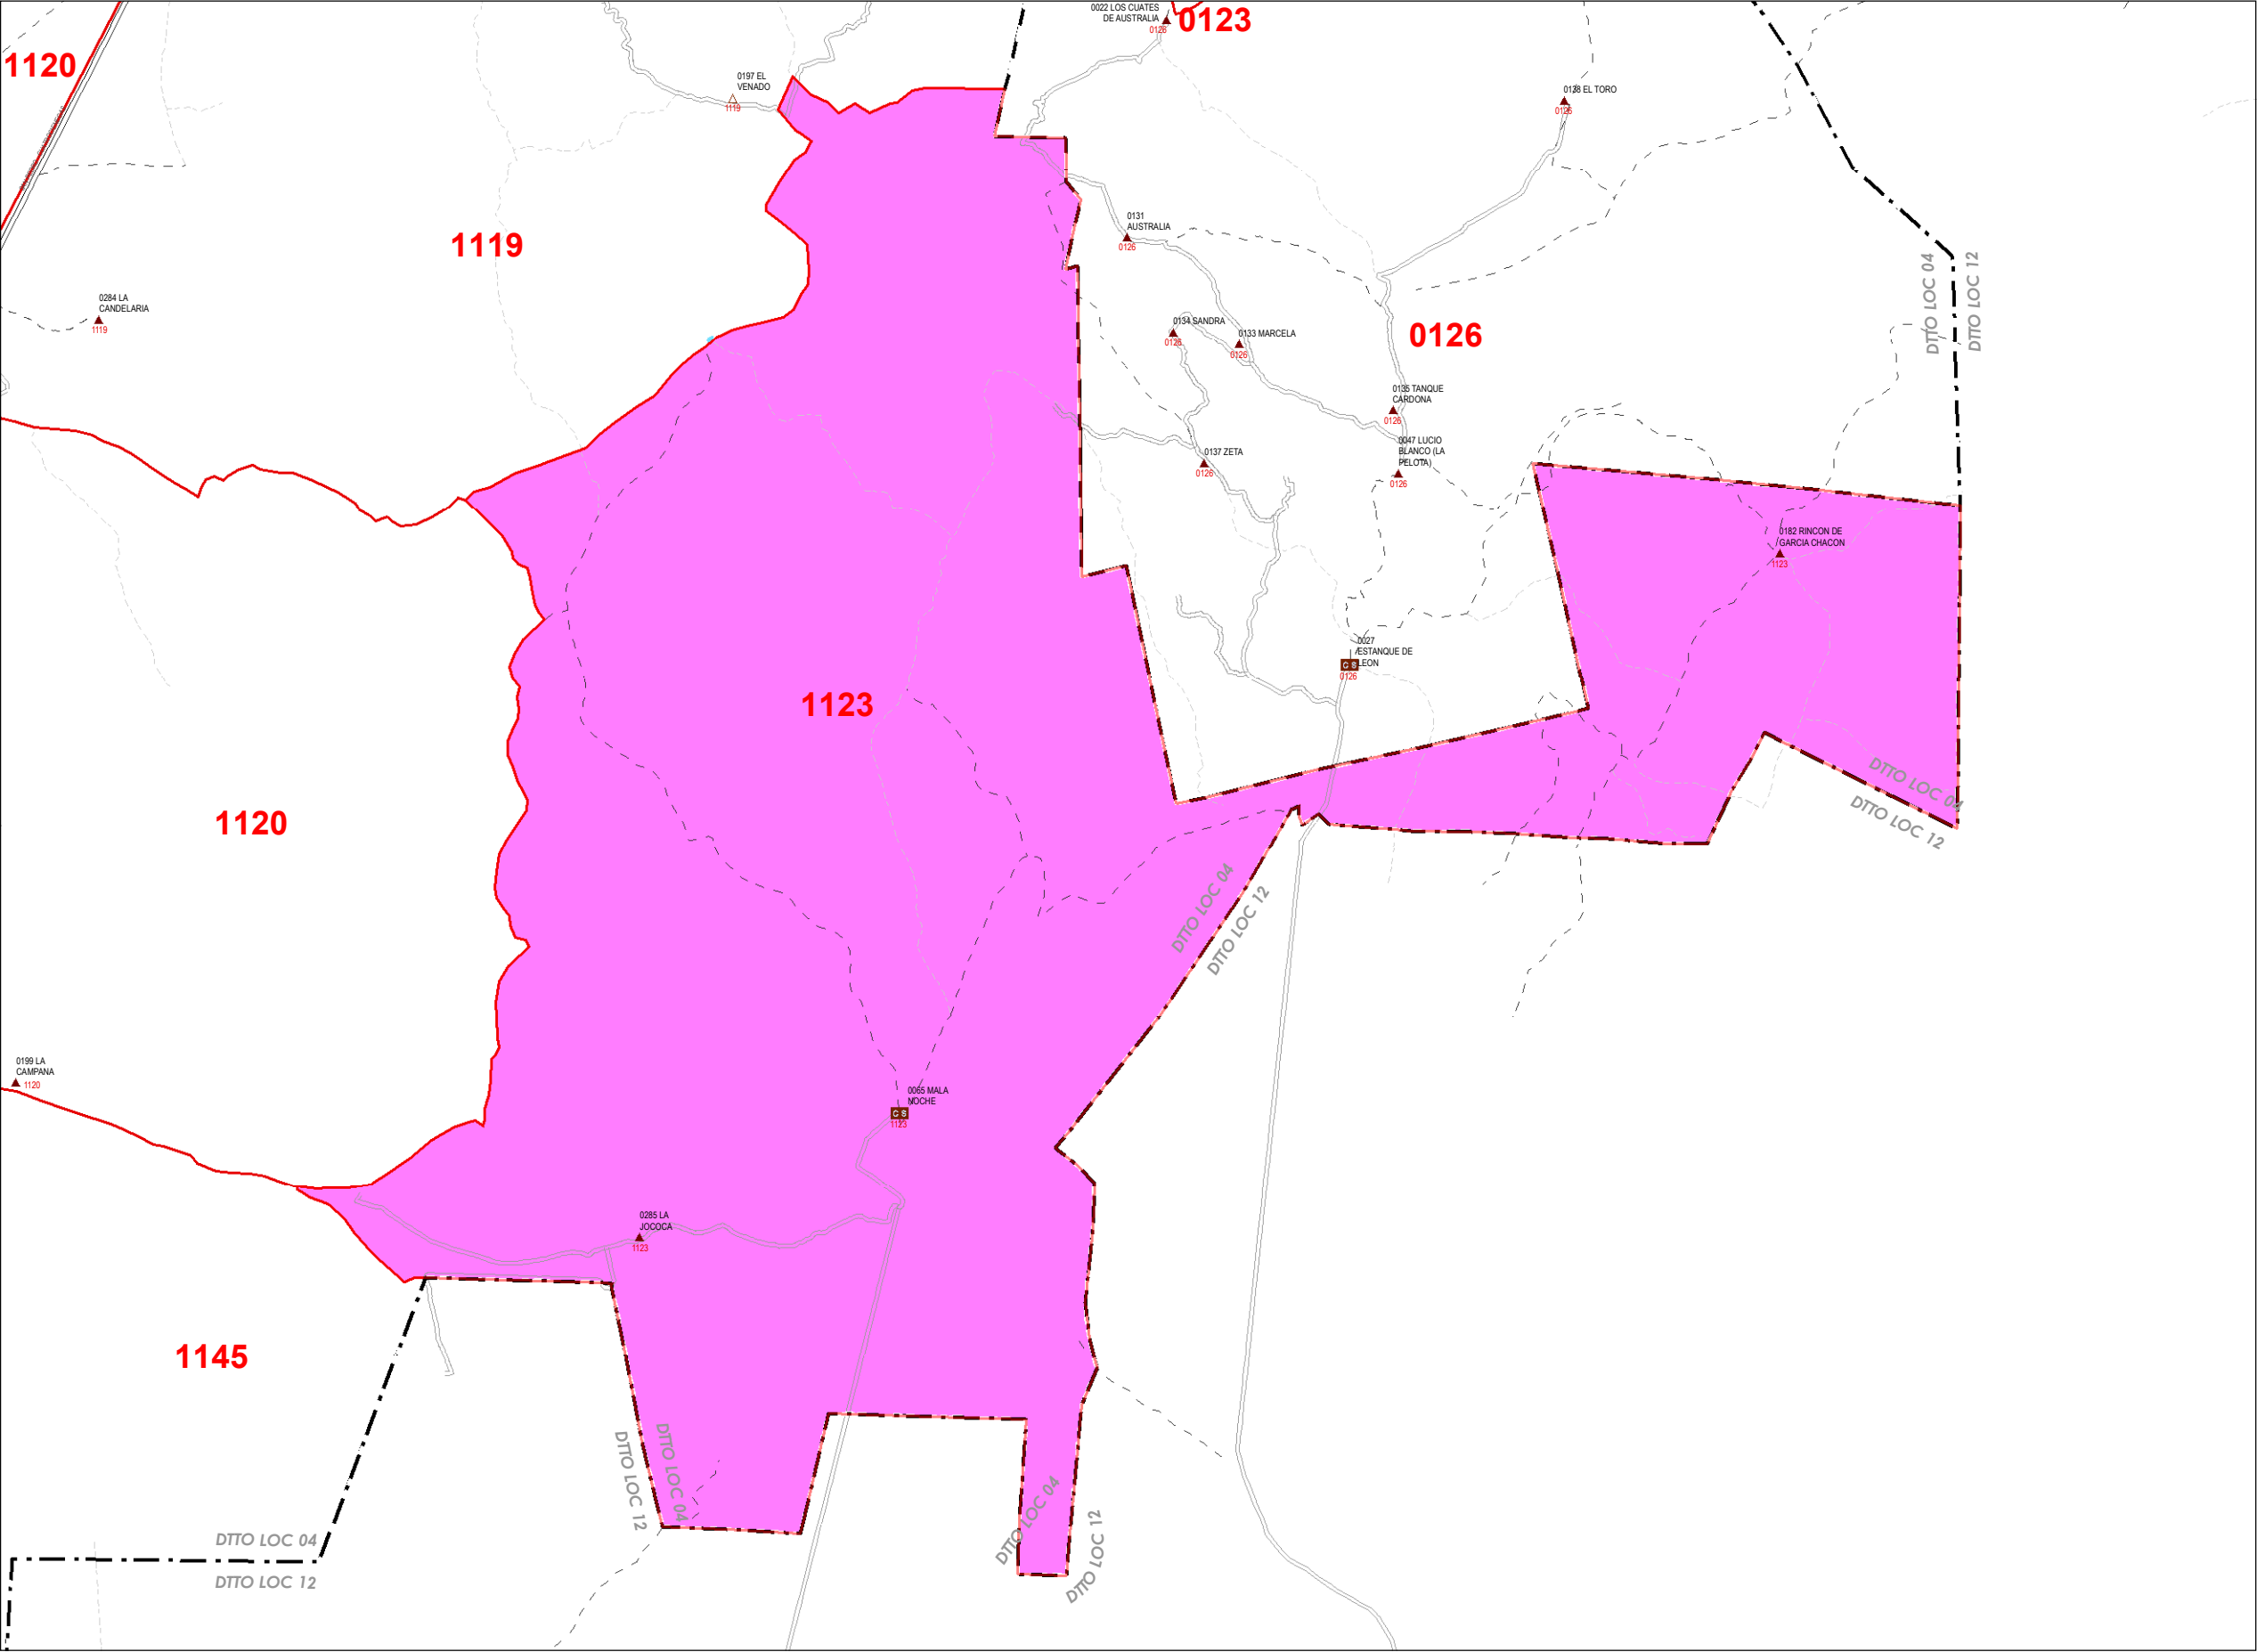 0022 LOS CUATES
DE AUSTRALIA
0126
0123
1120
0197 EL
VENADO
1119
0128 EL TORO
0126
0131
AUSTRALIA
0126
1119
DTTO LOC 04
DTTO LOC 12
0284 LA
CANDELARIA
1119
0134 SANDRA
0126
0133 MARCELA
0126
0126
0135 TANQUE
CARDONA
0126
0047 LUCIO
BLANCO (LA
PELOTA)
0126
0137 ZETA
0126
0182 RINCON DE
GARCIA CHACON
1123
0027
ESTANQUE DE
LEON
C S
0126
1123
1120
DTTO LOC 04
DTTO LOC 12
DTTO LOC 04
DTTO LOC 12
0199 LA
CAMPANA
1120
0065 MALA
NOCHE
C S
1123
0285 LA
JOCOCA
1123
1145
DTTO LOC 12
DTTO LOC 04
DTTO LOC 04
DTTO LOC 12
DTTO LOC 04
DTTO LOC 12